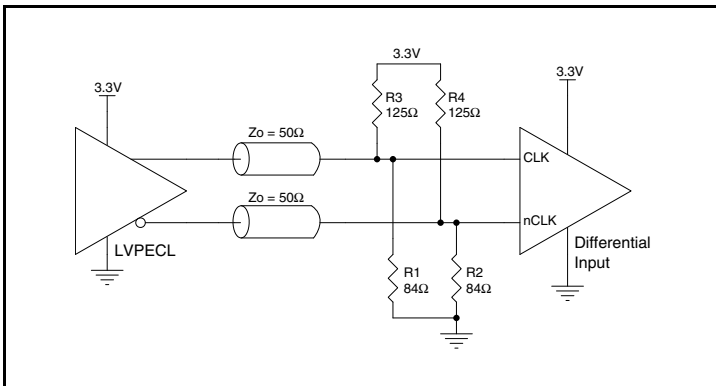 3.3V
3.3V
3.3V
R3
125Ω
R4
125Ω
Zo = 50Ω
CLK
Zo = 50Ω
nCLK
LVPECL
Differential
Input
R1
84Ω
R2
84Ω